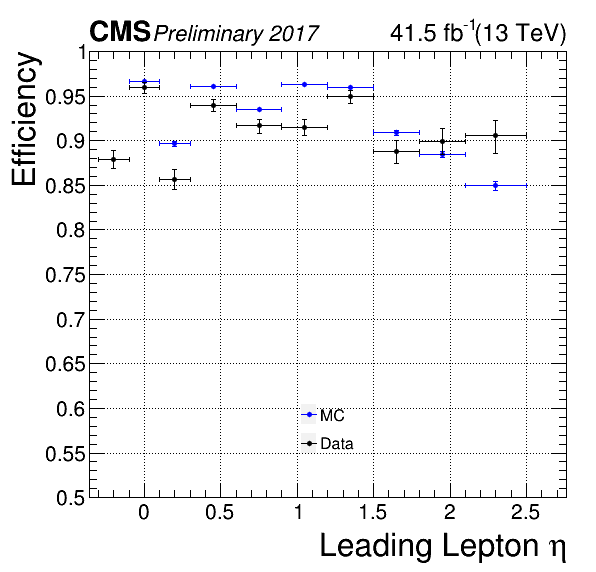 CMS Preliminary 2017 41.5 fb⁻¹(13 TeV)
Efficiency
1
0.95
0.9
0.85
0.8
0.75
0.7
0.65
0.6
0.55
0.5
MC
Data
0 0.5 1 1.5 2 2.5
Leading Lepton η